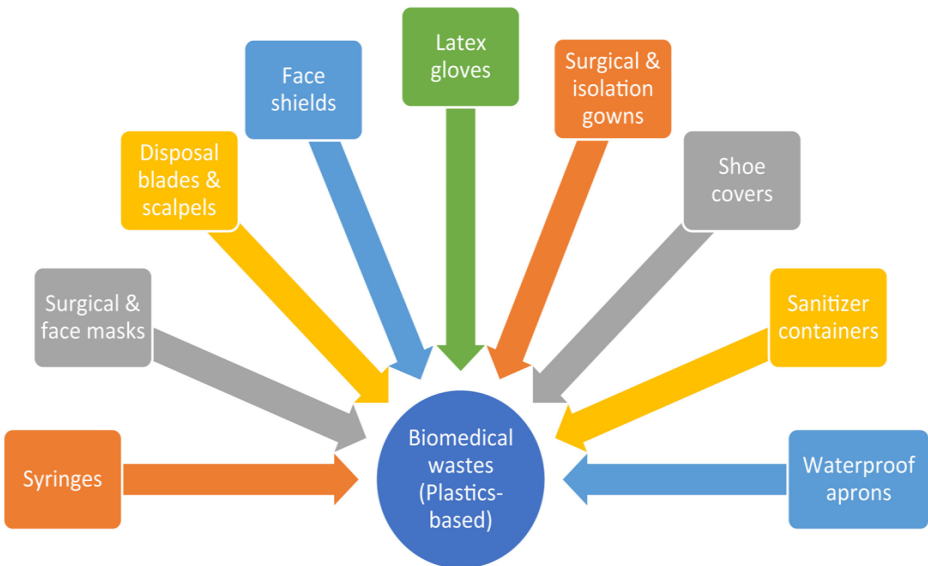 Latex
gloves
Surgical &
isolation
gowns
Face
shields
Shoe
covers
Disposal
blades &
scalpels
Sanitizer
containers
Surgical &
face masks
Biomedical
wastes
(Plastics-
based)
Syringes
Waterproof
aprons